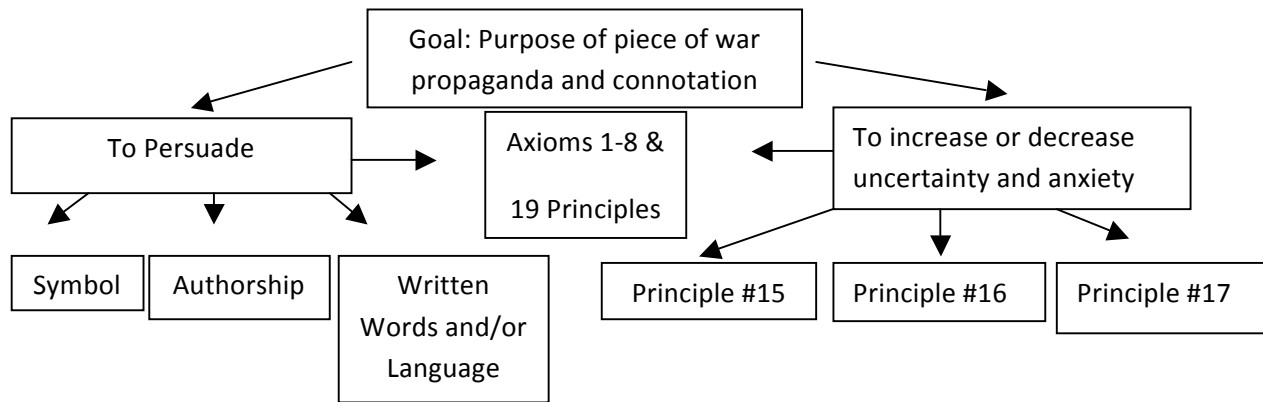 Goal: Purpose of piece of war
propaganda and connotation
To Persuade
Axioms 1-8 &
19 Principles
To increase or decrease
uncertainty and anxiety
Symbol
Authorship
Written
Words and/or
Language
Principle #15
Principle #16
Principle #17